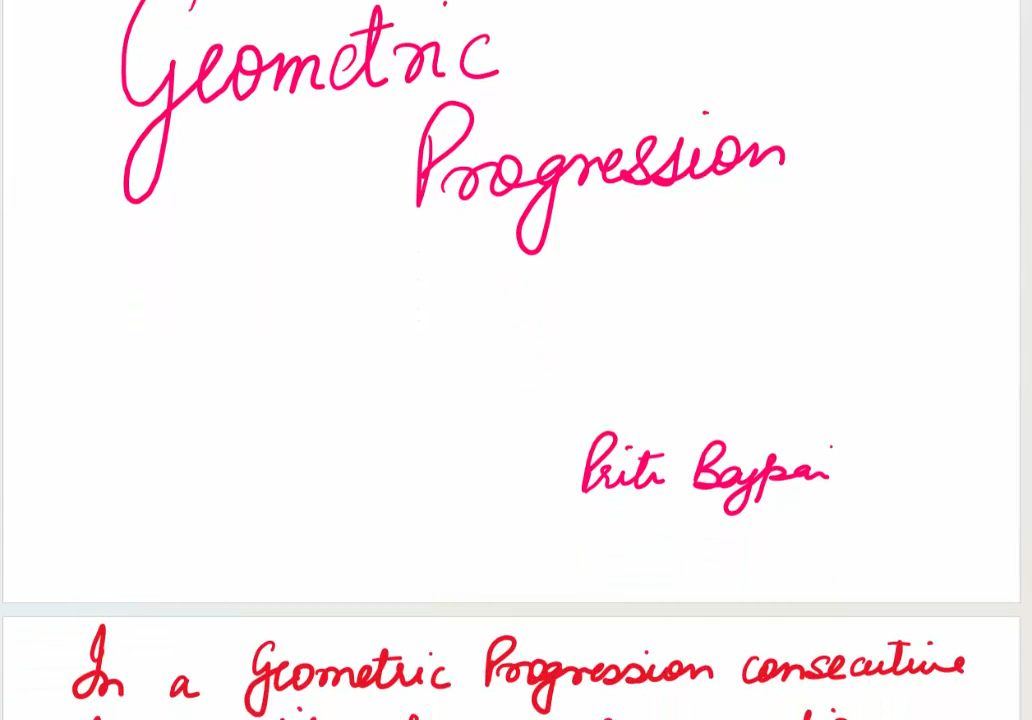 Geometric
Progression
Priti Bajpai
In a Geometric Progression consecutive